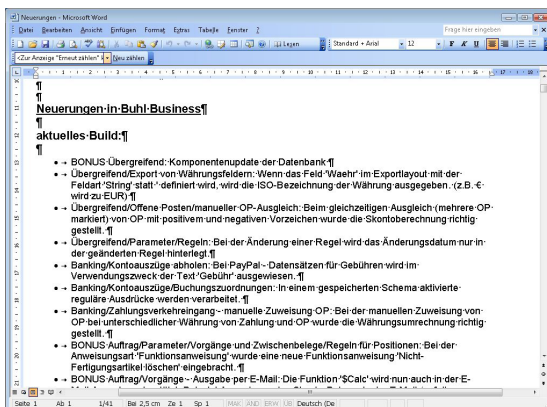 Neuerungen - Microsoft Word
Datei Bearbeiten Ansicht Einfügen Format Extras Tabelle Fenster ?
Frage hier eingeben
Lesen Standard + Arial 12 F K U
<Zur Anzeige "Erneut zählen" k Neu zählen
Neuerungen·in·Buhl·Business¶
aktuelles·Build:¶
BONUS·Übergreifend:·Komponentenupdate·der·Datenbank·¶
Übergreifend/Export·von·Währungsfeldern:·Wenn·das·Feld·'Waehr'·im·Exportlayout·mit·der·
Feldart·'String'·statt·'·definiert·wird,·wird·die·ISO-Bezeichnung·der·Währung·ausgegeben.·(z.B.·€·
wird·zu·EUR)·¶
Übergreifend/Offene·Posten/manueller·OP-Ausgleich:·Beim·gleichzeitigen·Ausgleich·(mehrere·OP·
markiert)·von·OP·mit·positivem·und·negativen·Vorzeichen·wurde·die·Skontoberechnung·richtig·
gestellt.·¶
Übergreifend/Parameter/Regeln:·Bei·der·Änderung·einer·Regel·wird·das·Änderungsdatum·nur·in·
der·geänderten·Regel·hinterlegt.¶
Banking/Kontoauszüge·abholen:·Bei·PayPal·-·Datensätzen·für·Gebühren·wird·im·
Verwendungszweck·der·Text·'Gebühr'·ausgewiesen.·¶
Banking/Kontoauszüge/Buchungszuordnungen:·In·einem·gespeicherten·Schema·aktivierte·
reguläre·Ausdrücke·werden·verarbeitet.·¶
Banking/Zahlungsverkehreingang·-·manuelle·Zuweisung·OP:·Bei·der·manuellen·Zuweisung·von·
OP·bei·unterschiedlicher·Währung·von·Zahlung·und·OP·wurde·die·Währungsumrechnung·richtig·
gestellt.·¶
BONUS·Auftrag/Parameter/Vorgänge·und·Zwischenbelege/Regeln·für·Positionen:·Bei·der·
Anweisungsart·'Funktionsanweisung'·wurde·eine·neue·Funktionsanweisung·'Nicht-
Fertigungsartikel·löschen'·eingebracht.·¶
BONUS·Auftrag/Vorgänge·-·Ausgabe·per·E-Mail:·Die·Funktion·'$Calc'·wird·nun·auch·in·der·E-
Seite 1 Ab 1 1/41 Bei 2,5 cm Ze 1 Sp 1 MAK ÄND ERW ÜB Deutsch (De